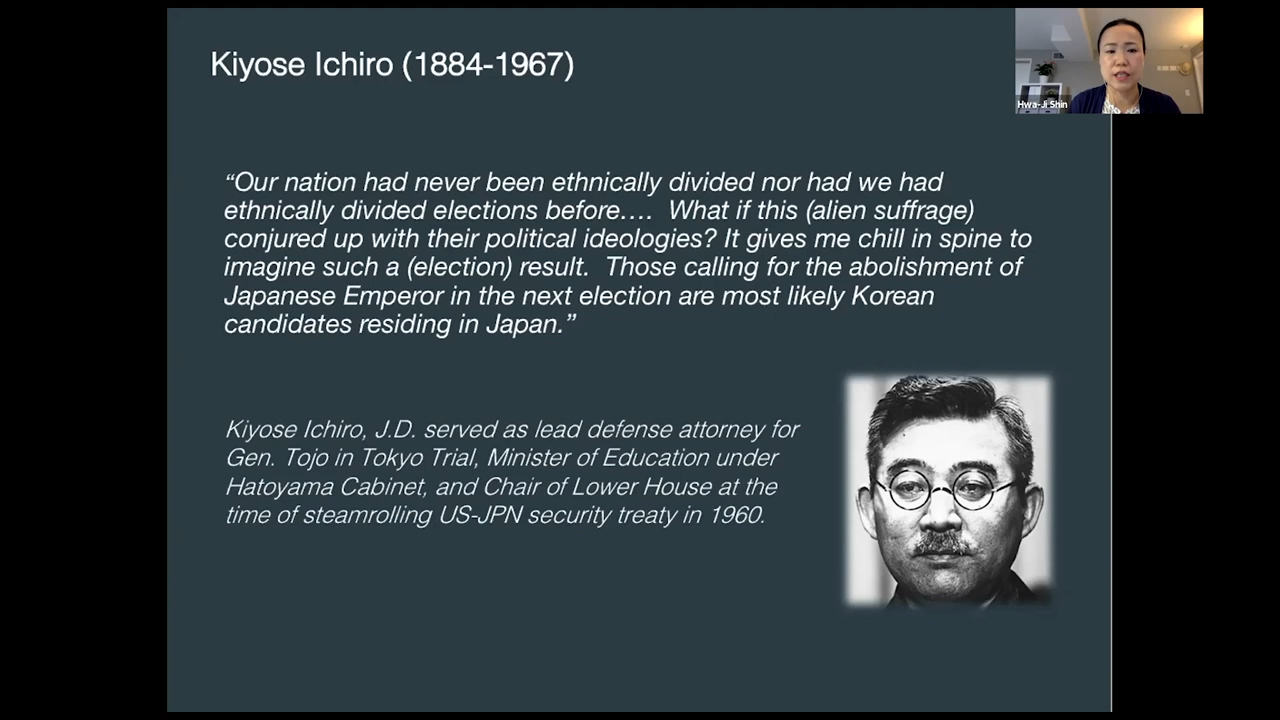 Kiyose Ichiro (1884-1967)
Hwa-Ji Shin
“Our nation had never been ethnically divided nor had we had
ethnically divided elections before…. What if this (alien suffrage)
conjured up with their political ideologies? It gives me chill in spine to
imagine such a (election) result. Those calling for the abolishment of
Japanese Emperor in the next election are most likely Korean
candidates residing in Japan.”
Kiyose Ichiro, J.D. served as lead defense attorney for
Gen. Tojo in Tokyo Trial, Minister of Education under
Hatoyama Cabinet, and Chair of Lower House at the
time of steamrolling US-JPN security treaty in 1960.